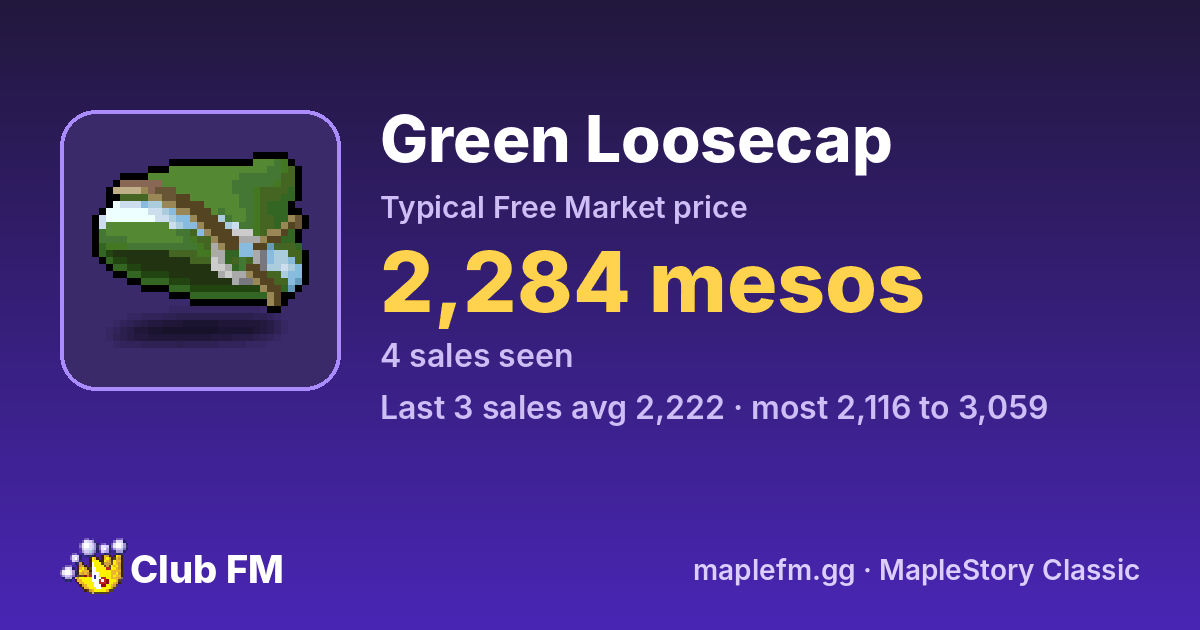 Green Loosecap
Typical Free Market price
2,284 mesos
4 sales seen
Last 3 sales avg 2,222 · most 2,116 to 3,059
Club FM
maplefm.gg · MapleStory Classic